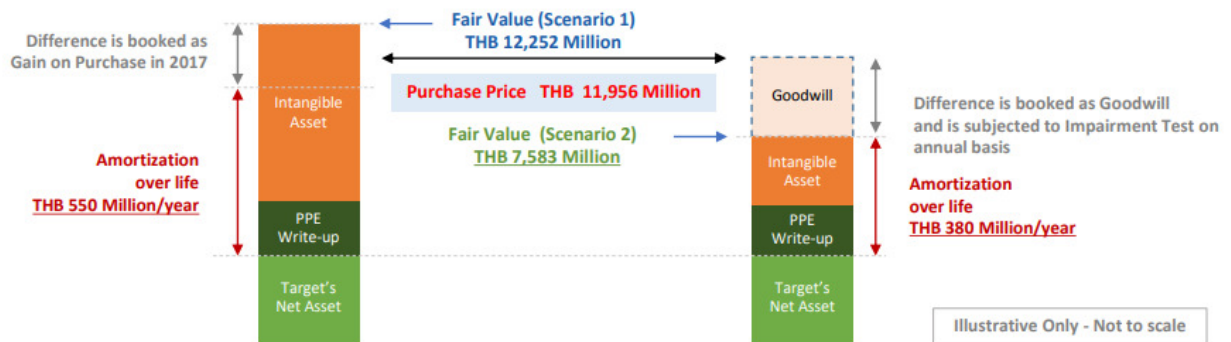 Difference is booked as
Gain on Purchase in 2017
Amortization
over life
THB 550 Million/year
Intangible
Asset
PPE
Write-up
Target's
Net Asset
Fair Value (Scenario 1)
THB 12,252 Million
Purchase Price THB 11,956 Million
Fair Value (Scenario 2)
THB 7,583 Million
Goodwill
Intangible
Asset
PPE
Write-up
Target's
Net Asset
Difference is booked as Goodwill
and is subjected to Impairment Test on
annual basis
Amortization
over life
THB 380 Million/year
Illustrative Only - Not to scale